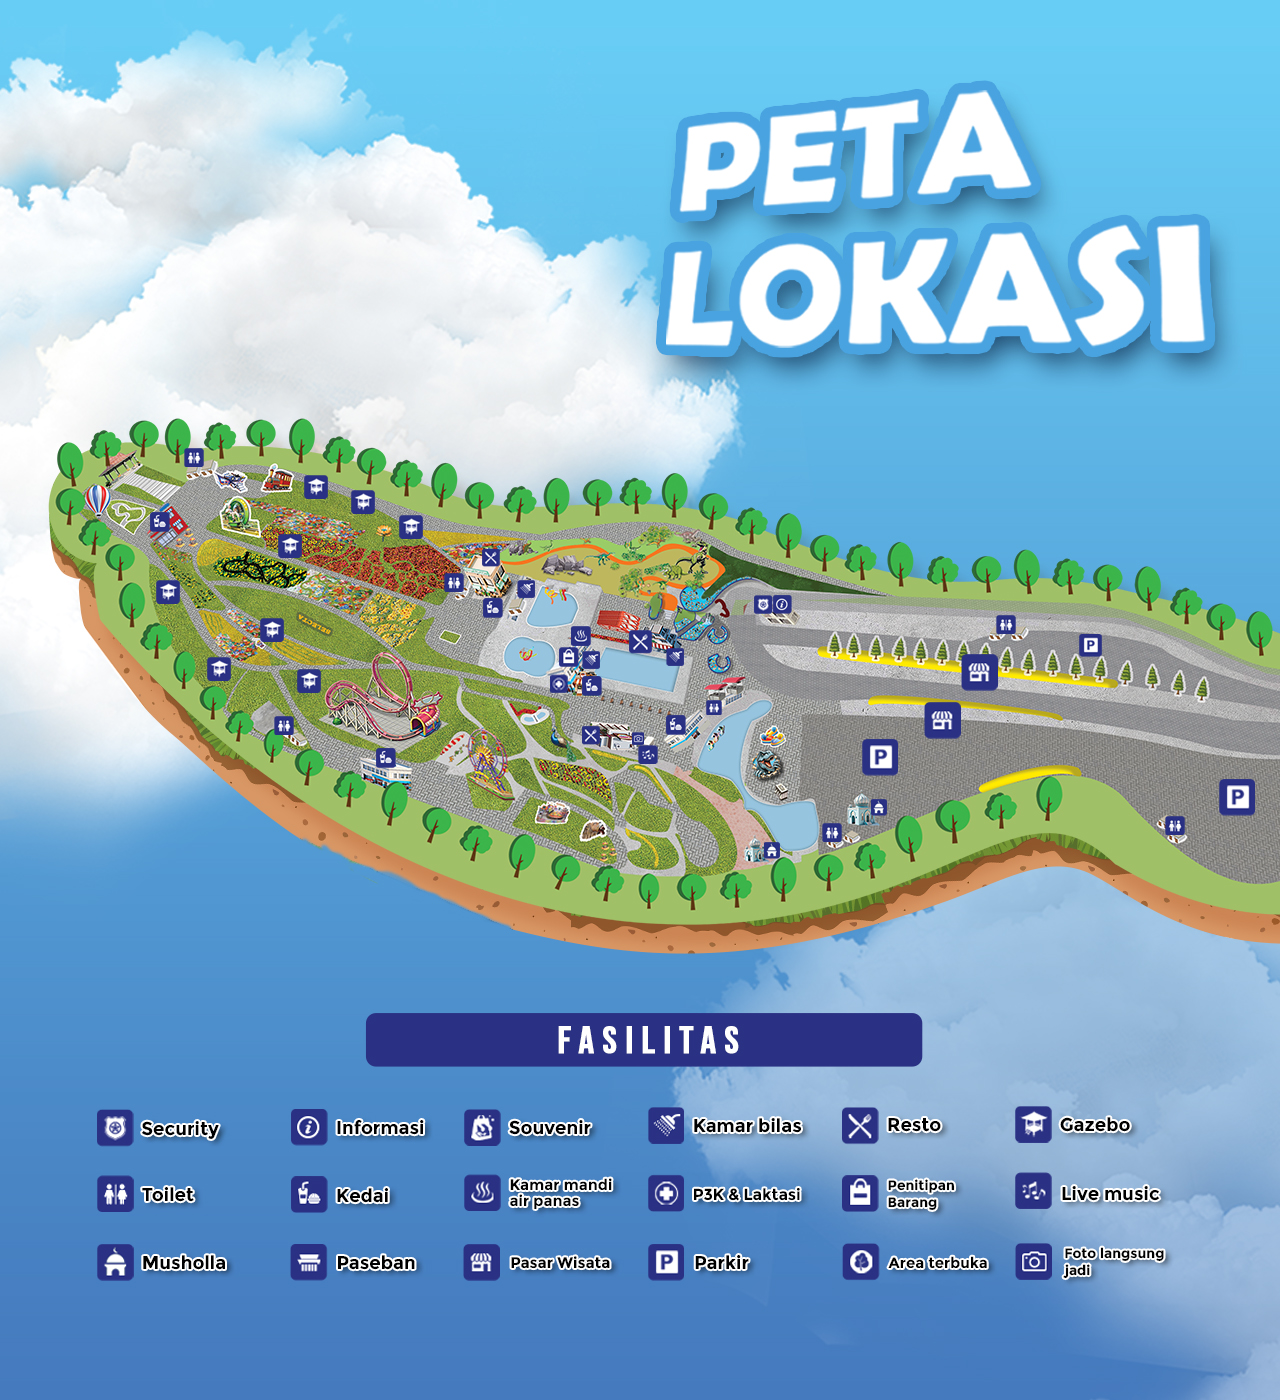 PETA
LOKASI
SELECTA
P
P
P
FASILITAS
Security
Informasi
Souvenir
Kamar bilas
Resto
Gazebo
Toilet
Kedai
Kamar mandi
air panas
P3K & Laktasi
Penitipan
Barang
Live music
Musholla
Paseban
Pasar Wisata
P
Parkir
Area terbuka
Foto langsung
jadi